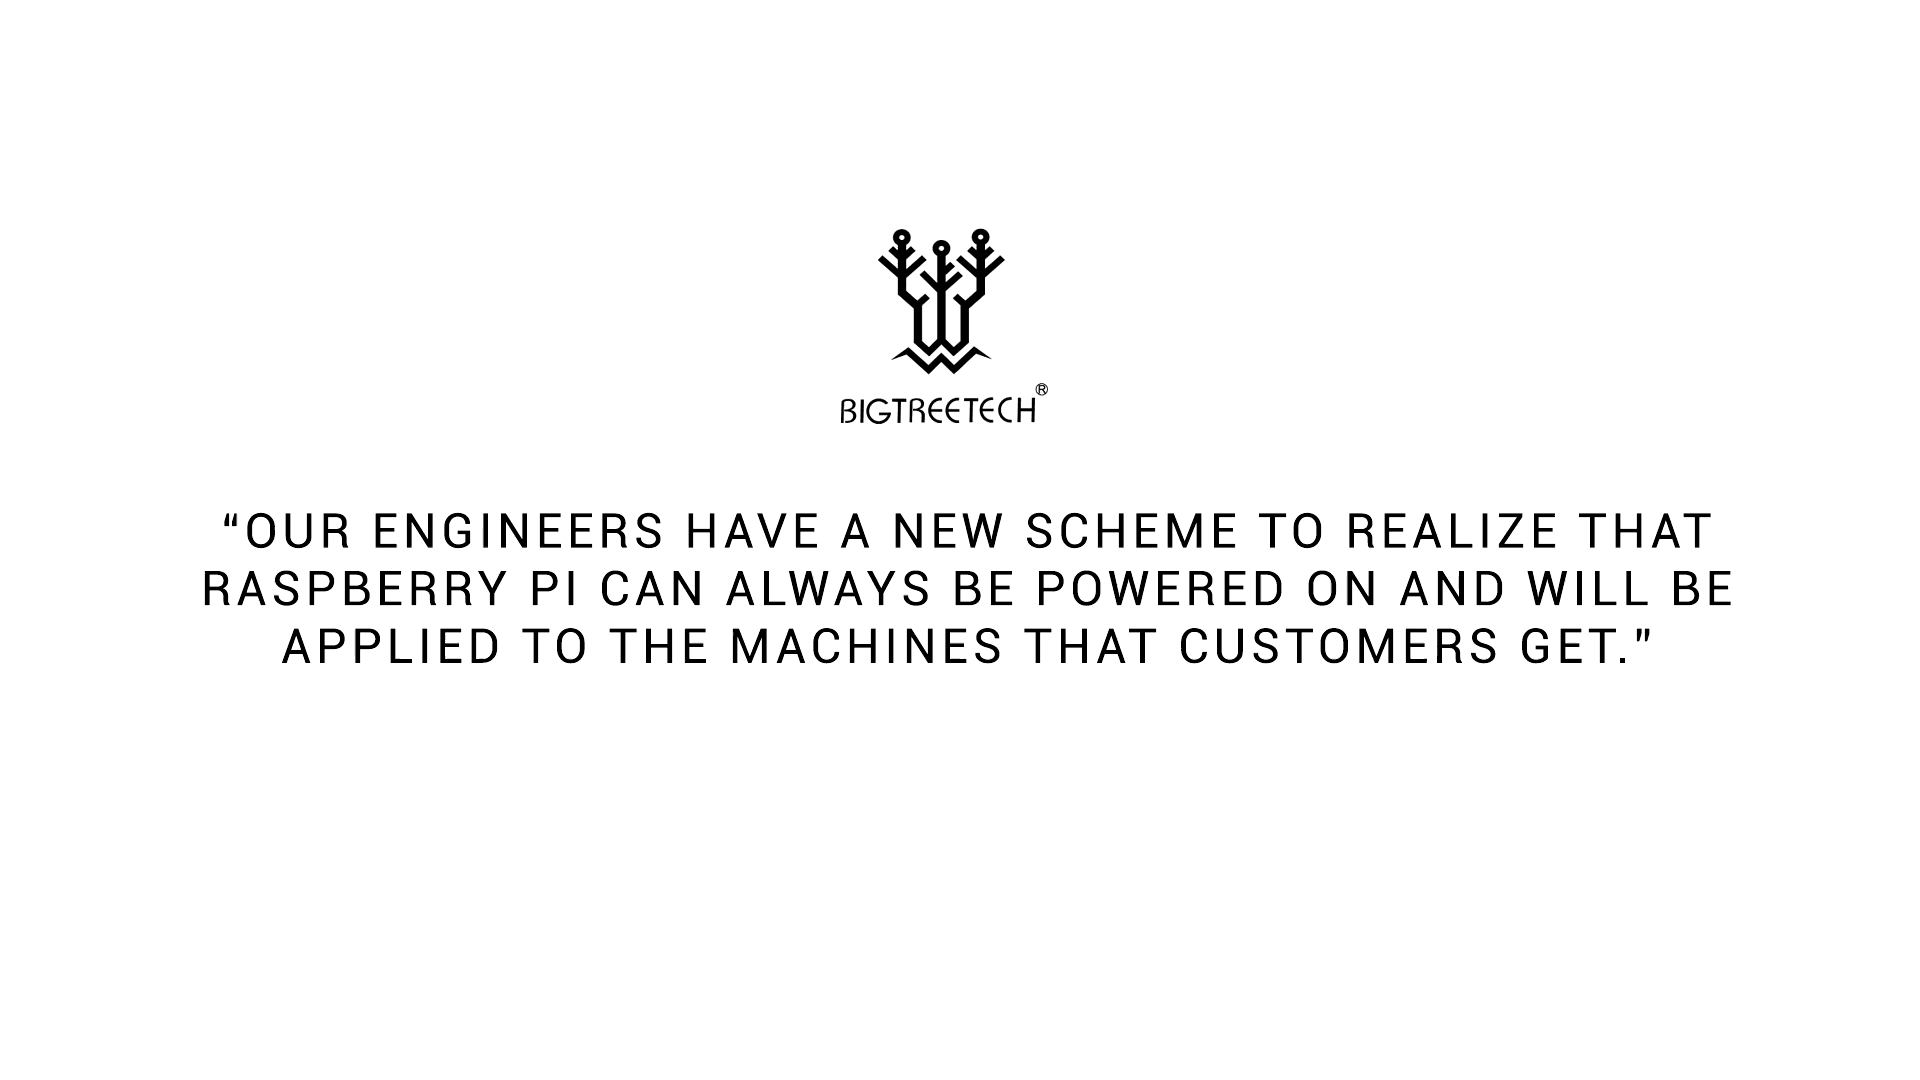 BIGTREETECH®
“OUR ENGINEERS HAVE A NEW SCHEME TO REALIZE THAT
RASPBERRY PI CAN ALWAYS BE POWERED ON AND WILL BE
APPLIED TO THE MACHINES THAT CUSTOMERS GET.”